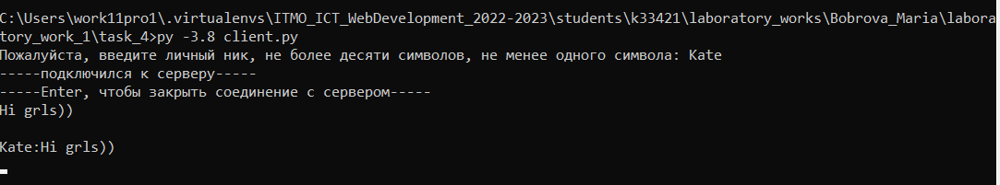 C:\Users\work11pro1\.virtualenvs\ITMO_ICT_WebDevelopment_2022-2023\students\k33421\laboratory_works\Bobrova_Maria\labora
tory_work_1\task_4>py -3.8 client.py
Пожалуйста, введите личный ник, не более десяти символов, не менее одного символа: Kate
-----подключился к серверу-----
-----Enter, чтобы закрыть соединение с сервером-----
Hi grls))
Kate:Hi grls))